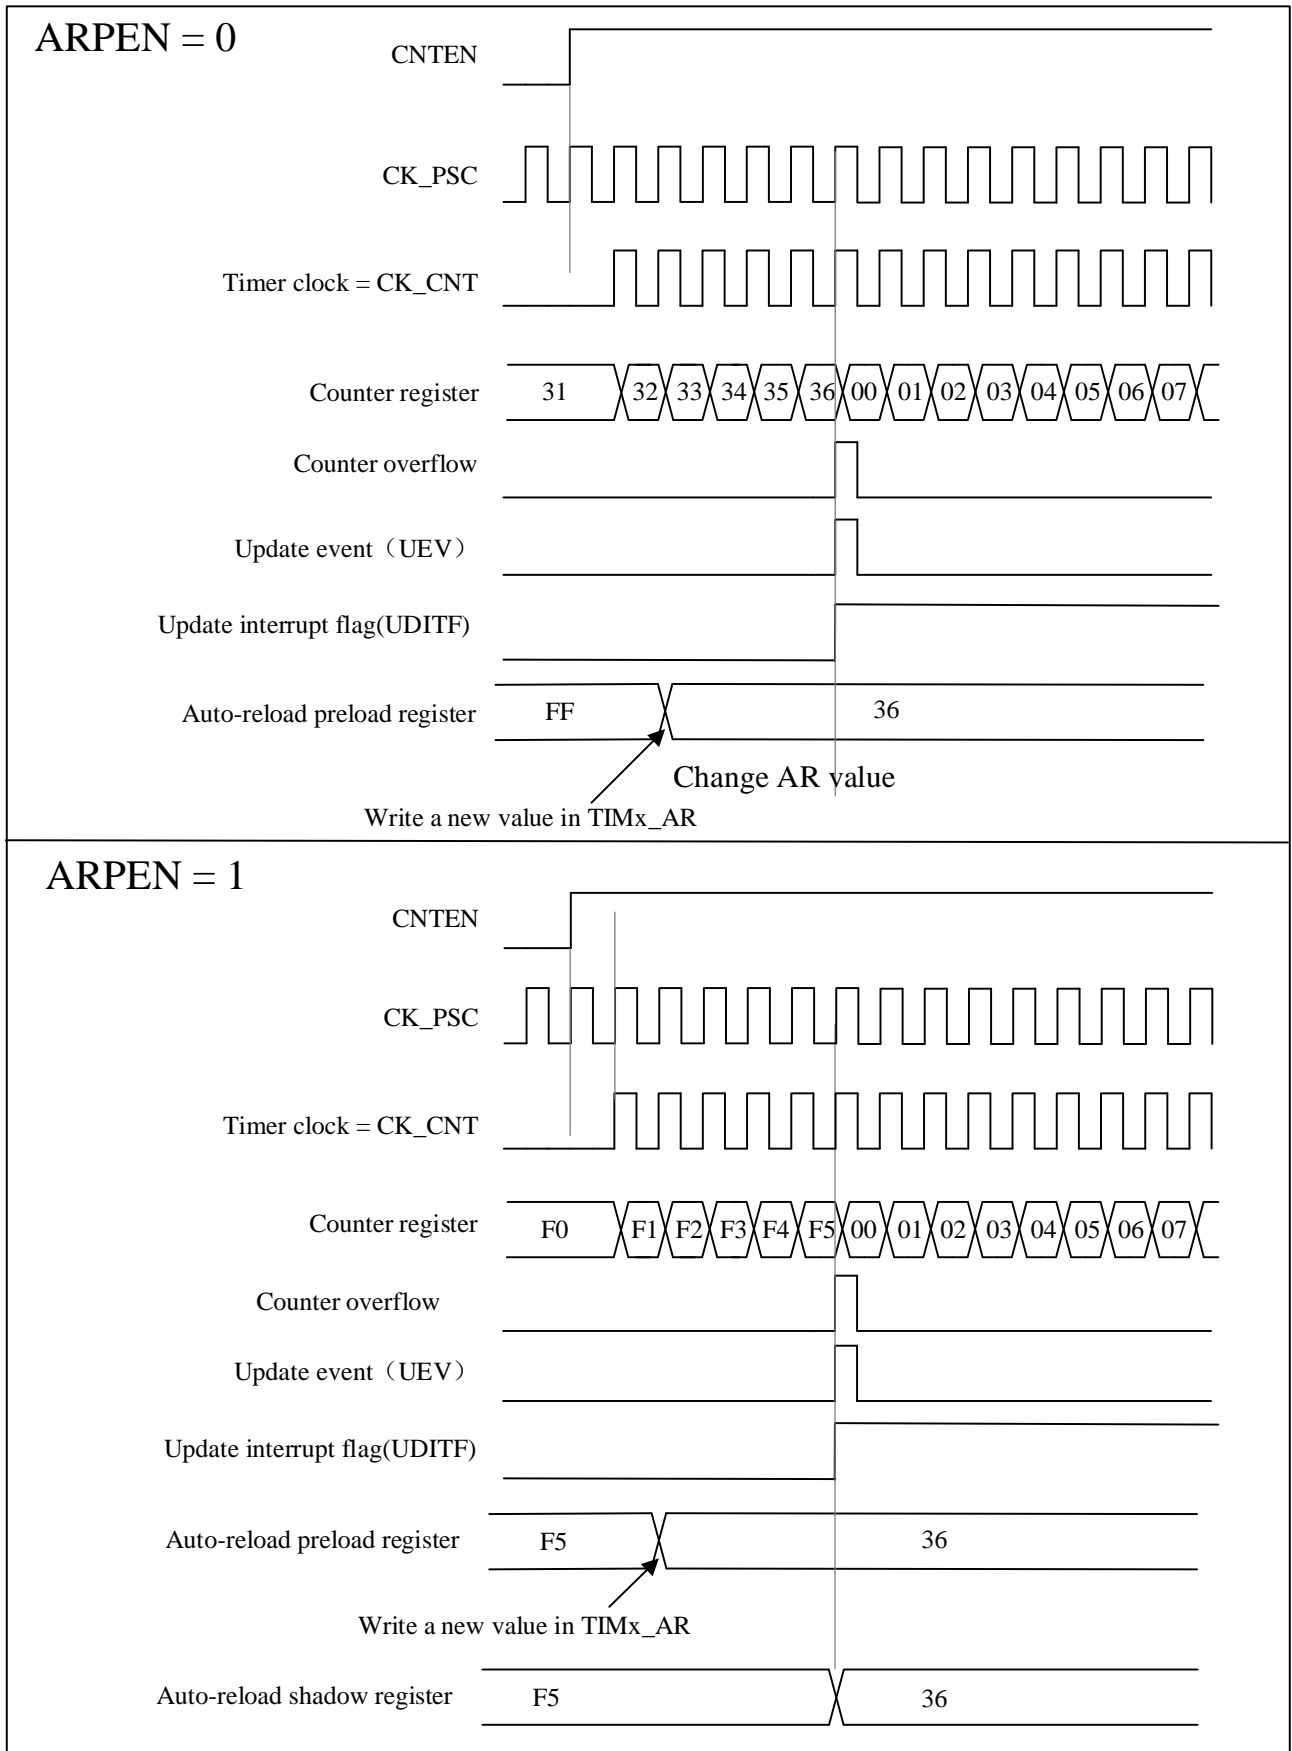 ARPEN = 0
CNTEN
CK_PSC
Timer clock = CK_CNT
Counter register 31 32 33 34 35 36 00 01 02 03 04 05 06 07
Counter overflow
Update event（UEV）
Update interrupt flag(UDITF)
Auto-reload preload register FF 36
Change AR value
Write a new value in TIMx_AR
ARPEN = 1
CNTEN
CK_PSC
Timer clock = CK_CNT
Counter register F0 F1 F2 F3 F4 F5 00 01 02 03 04 05 06 07
Counter overflow
Update event（UEV）
Update interrupt flag(UDITF)
Auto-reload preload register F5 36
Write a new value in TIMx_AR
Auto-reload shadow register F5 36